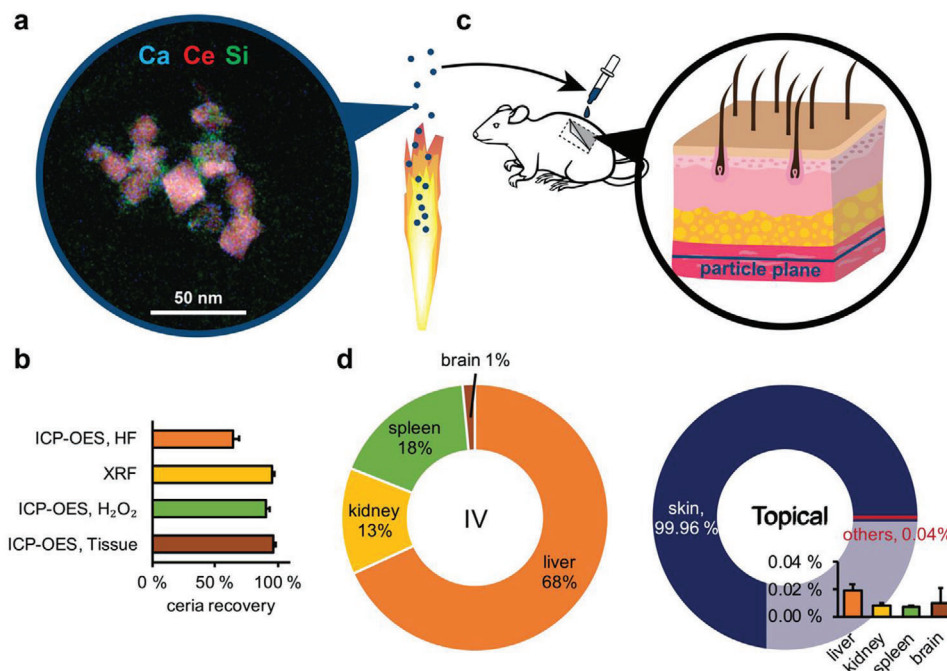 a
Ca Ce Si
50 nm
c
particle plane
b
ICP-OES, HF
XRF
ICP-OES, H₂O₂
ICP-OES, Tissue
0 % 50 % 100 %
ceria recovery
d
brain 1%
spleen
18%
kidney
13%
IV
liver
68%
skin,
99.96 %
Topical
others, 0.04%
0.04 %
0.02 %
0.00 %
liver
kidney
spleen
brain